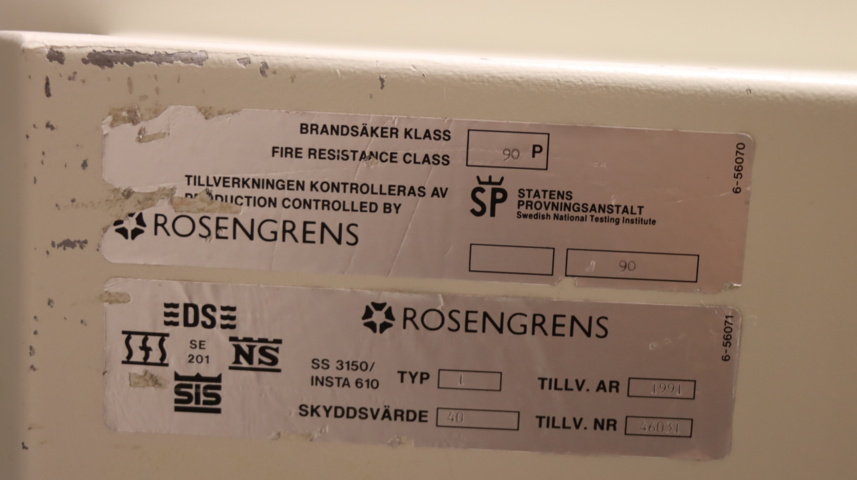 BRANDSÄKER KLASS
FIRE RESISTANCE CLASS
90 P
TILLVERKNINGEN KONTROLLERAS AV
PRODUCTION CONTROLLED BY
SP STATENS
PROVNINGSANSTALT
Swedish National Testing Institute
ROSENGRENS
90
6-56070
DS
SFS SE 201 NS
SIS
ROSENGRENS
SS 3150/
INSTA 610
TYP I
TILLV. AR 1991
SKYDDSVÄRDE 40
TILLV. NR
6-56071